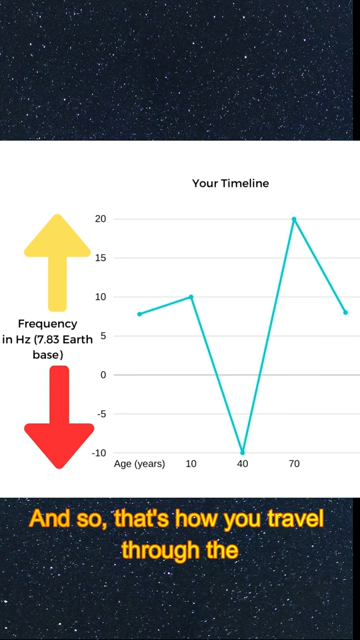 Your Timeline
20
15
10
5
0
-5
-10
Frequency
in Hz (7.83 Earth
base)
Age (years) 10 40 70
And so, that's how you travel
through the